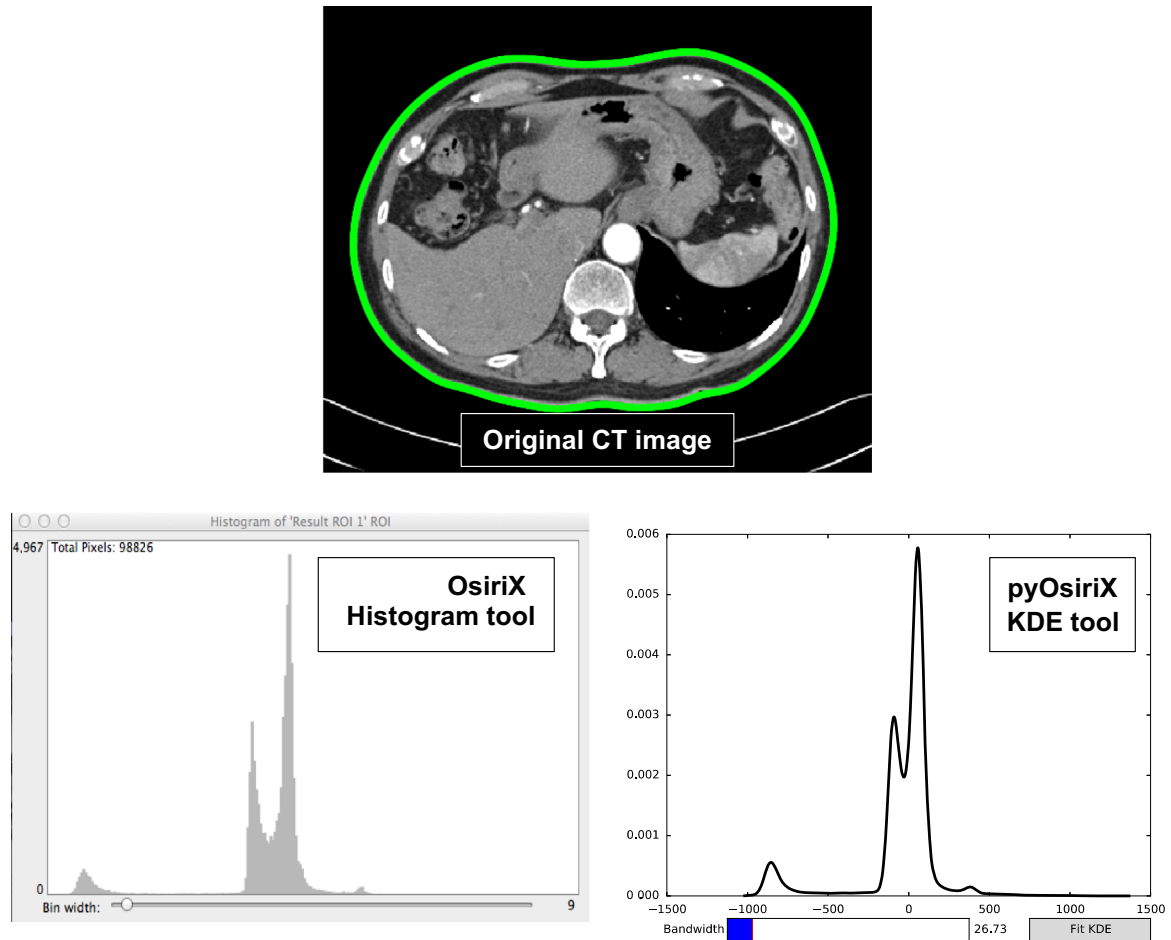 Original CT image
Histogram of 'Result ROI 1' ROI
4,967 Total Pixels: 98826
OsiriX
Histogram tool
0
Bin width: 9
0.006
0.005
0.004
0.003
0.002
0.001
0.000
pyOsiriX
KDE tool
−1500 −1000 −500 0 500 1000 1500
Bandwidth 26.73 Fit KDE